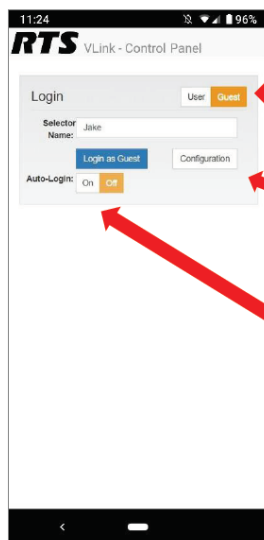 11:24 96%
RTS VLink - Control Panel
Login User Guest
Selector Name: Jake
Login as Guest Configuration
Auto-Login: On Off